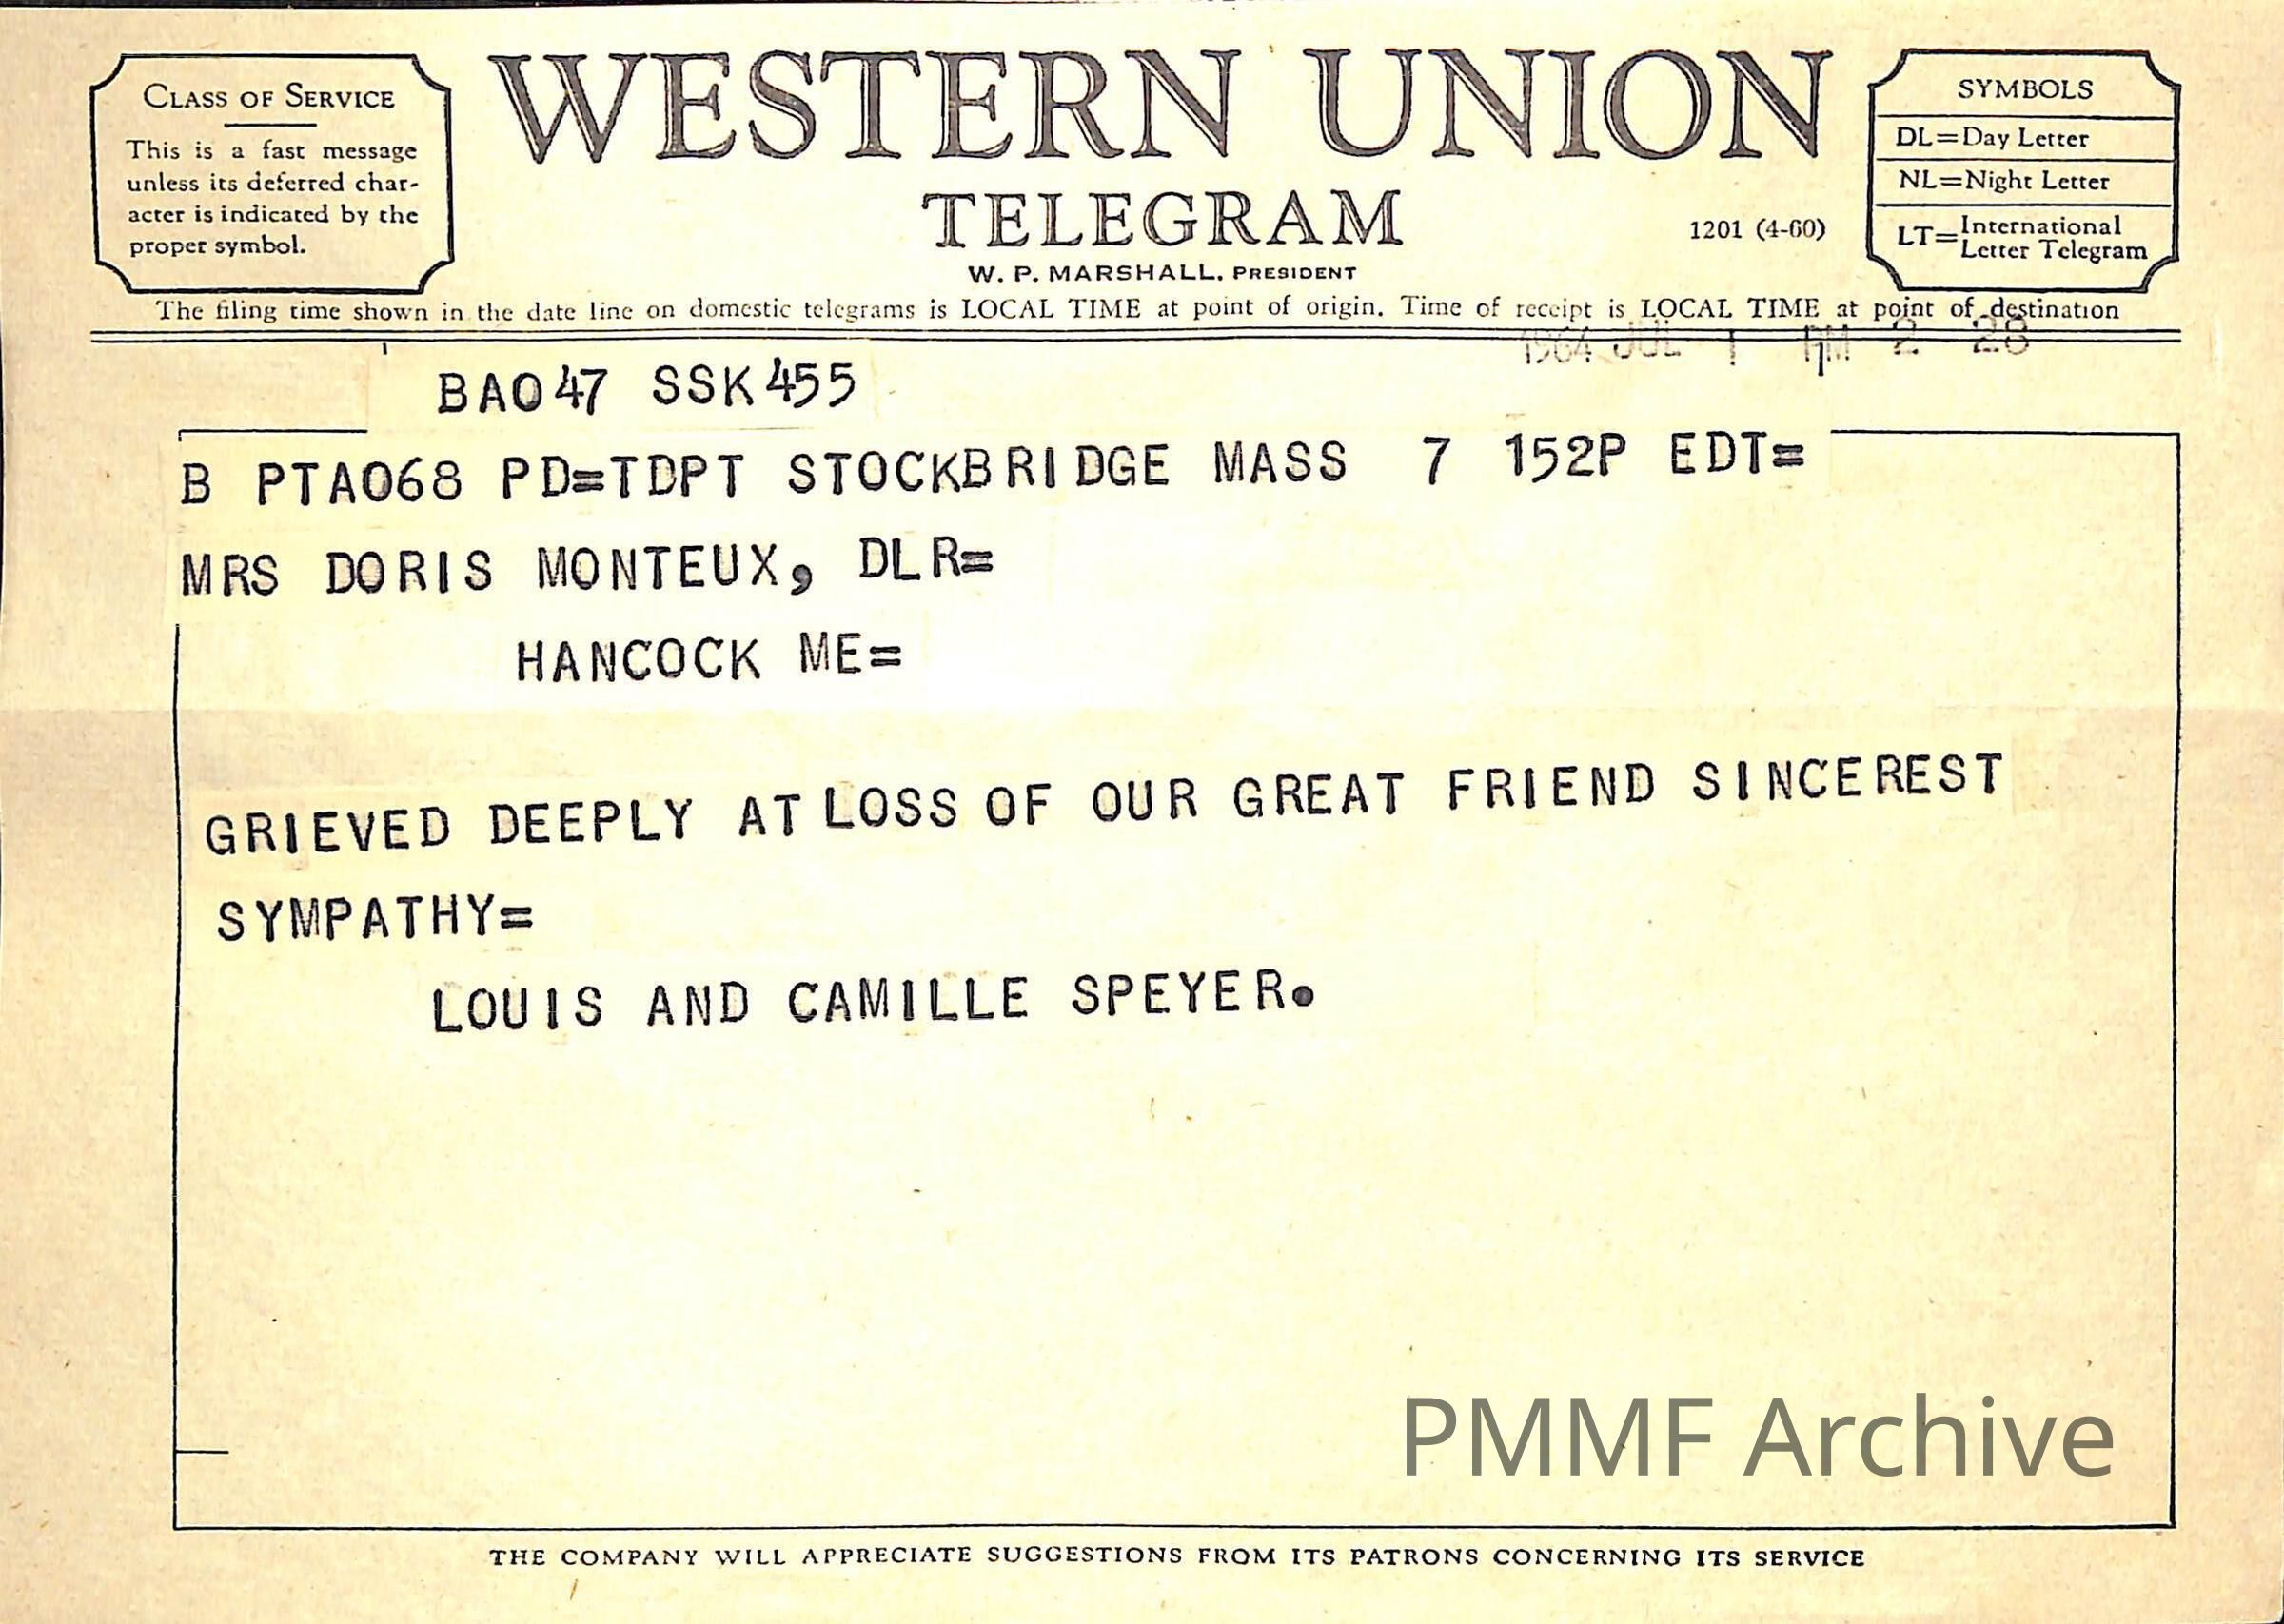 CLASS OF SERVICE
This is a fast message
unless its deferred char-
acter is indicated by the
proper symbol.
WESTERN UNION
TELEGRAM
W. P. MARSHALL, PRESIDENT
1201 (4-60)
SYMBOLS
DL=Day Letter
NL=Night Letter
LT=International
Letter Telegram
The filing time shown in the date line on domestic telegrams is LOCAL TIME at point of origin. Time of receipt is LOCAL TIME at point of destination
1964 JUL 2 28
BA047 SSK455
B PTA068 PD=TDPT STOCKBRIDGE MASS 7 152P EDT=
MRS DORIS MONTEUX, DLR=
HANCOCK ME=
GRIEVED DEEPLY AT LOSS OF OUR GREAT FRIEND SINCEREST
SYMPATHY=
LOUIS AND CAMILLE SPEYER.
PMMF Archive
THE COMPANY WILL APPRECIATE SUGGESTIONS FROM ITS PATRONS CONCERNING ITS SERVICE